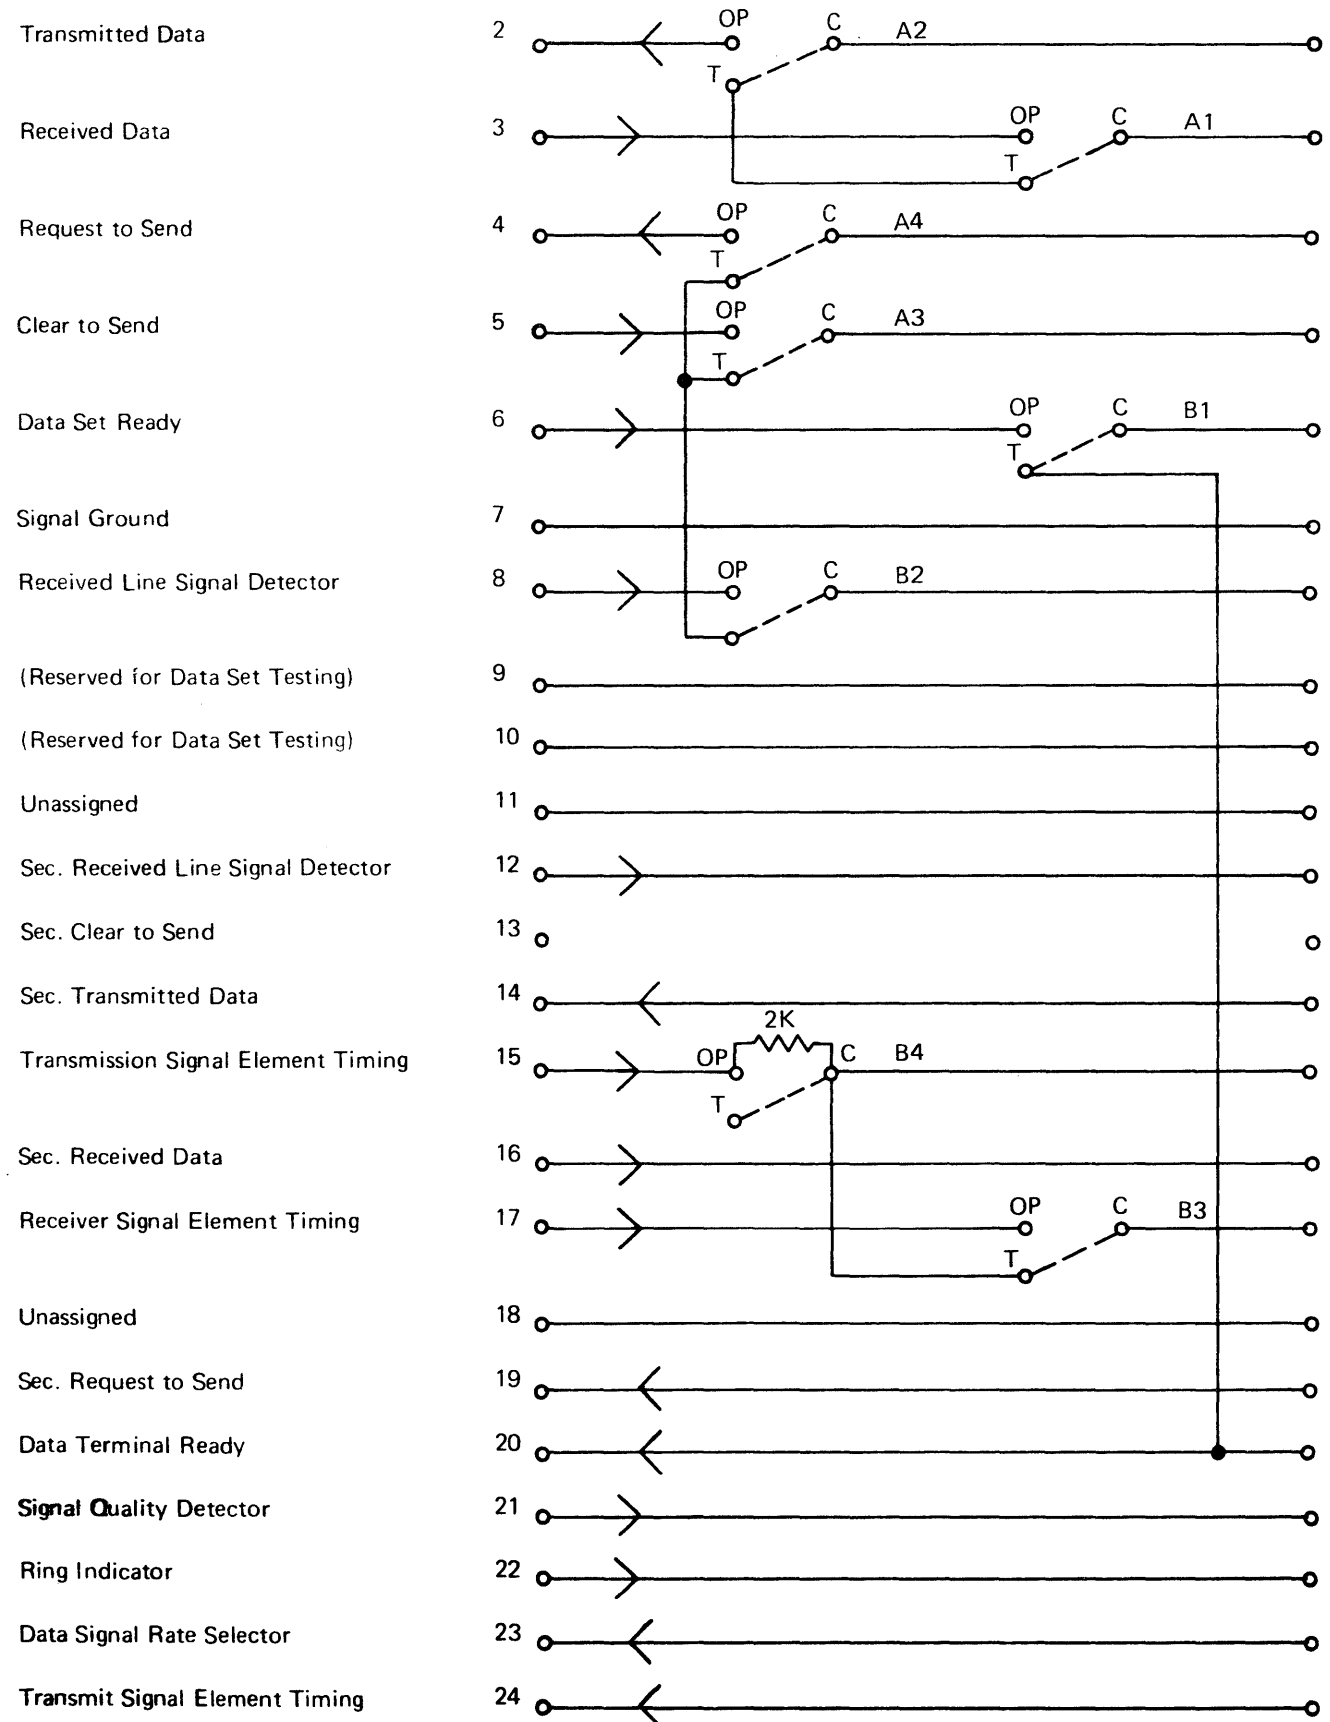 Transmitted Data 2 OP C A2
T
Received Data 3 OP C A1
T
Request to Send 4 OP C A4
T
Clear to Send 5 OP C A3
T
Data Set Ready 6 OP C B1
T
Signal Ground 7
Received Line Signal Detector 8 OP C B2
(Reserved for Data Set Testing) 9
(Reserved for Data Set Testing) 10
Unassigned 11
Sec. Received Line Signal Detector 12
Sec. Clear to Send 13
Sec. Transmitted Data 14
2K
Transmission Signal Element Timing 15 OP C B4
T
Sec. Received Data 16
Receiver Signal Element Timing 17 OP C B3
T
Unassigned 18
Sec. Request to Send 19
Data Terminal Ready 20
Signal Quality Detector 21
Ring Indicator 22
Data Signal Rate Selector 23
Transmit Signal Element Timing 24